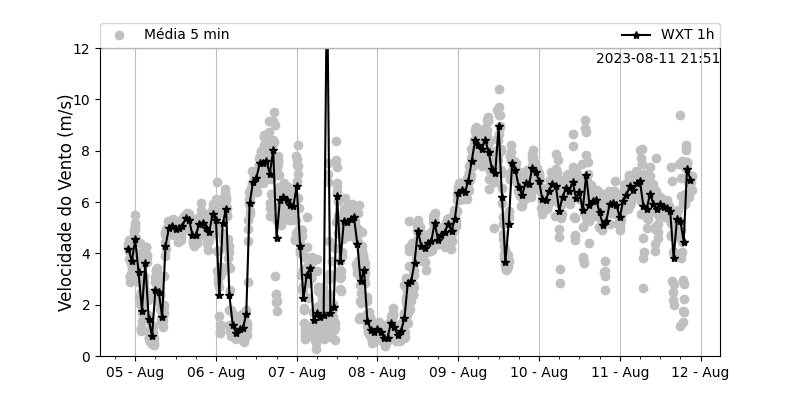 Média 5 min WXT 1h
2023-08-11 21:51
Velocidade do Vento (m/s)
12
10
8
6
4
2
0
05 - Aug 06 - Aug 07 - Aug 08 - Aug 09 - Aug 10 - Aug 11 - Aug 12 - Aug